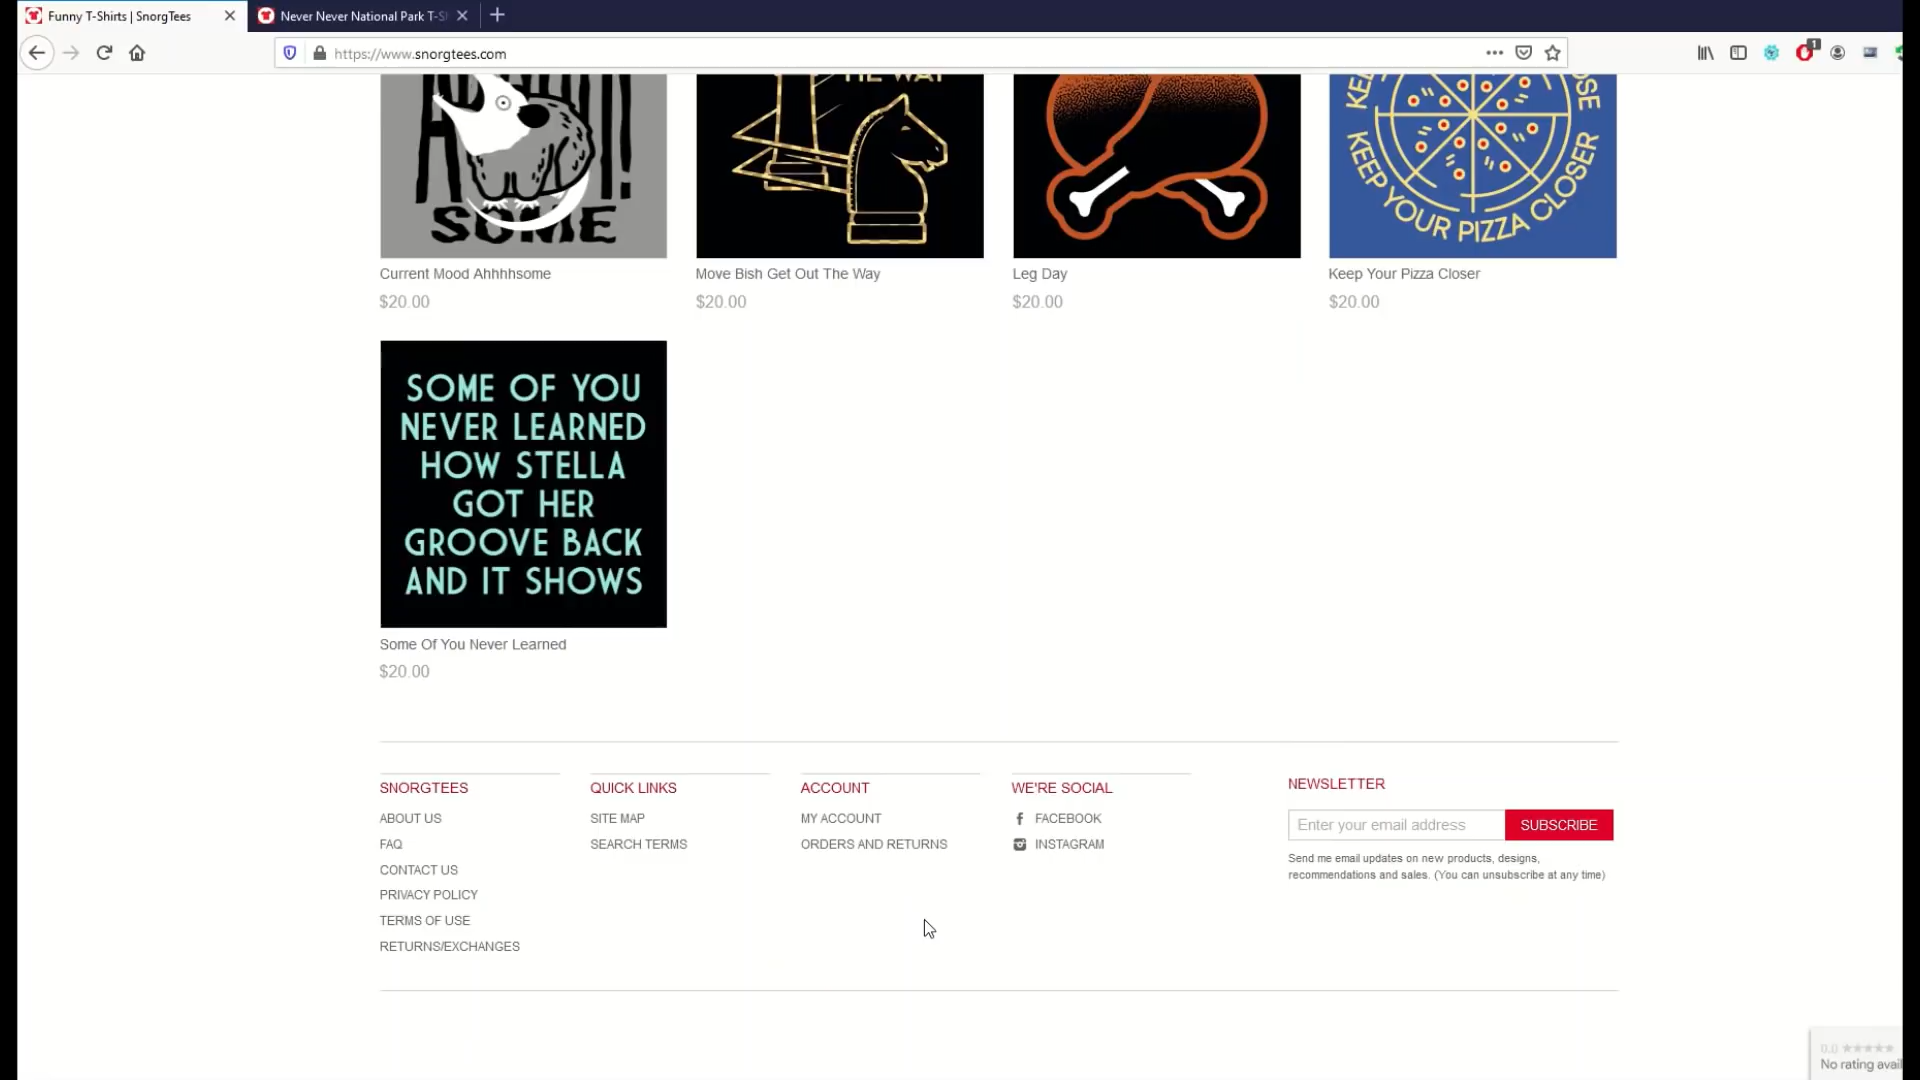 Funny T-Shirts | SnorgTees
Never Never National Park T-S
https://www.snorgtees.com
1
SOME
THE WAY
KEEP YOUR PIZZA CLOSER
Current Mood Ahhhhsome
Move Bish Get Out The Way
Leg Day
Keep Your Pizza Closer
$20.00
$20.00
$20.00
$20.00
SOME OF YOU
NEVER LEARNED
HOW STELLA
GOT HER
GROOVE BACK
AND IT SHOWS
Some Of You Never Learned
$20.00
SNORGTEES
ABOUT US
FAQ
CONTACT US
PRIVACY POLICY
TERMS OF USE
RETURNS/EXCHANGES
QUICK LINKS
SITE MAP
SEARCH TERMS
ACCOUNT
MY ACCOUNT
ORDERS AND RETURNS
WE'RE SOCIAL
FACEBOOK
INSTAGRAM
NEWSLETTER
Enter your email address
SUBSCRIBE
Send me email updates on new products, designs,
recommendations and sales. (You can unsubscribe at any time)
0.0
No rating avail